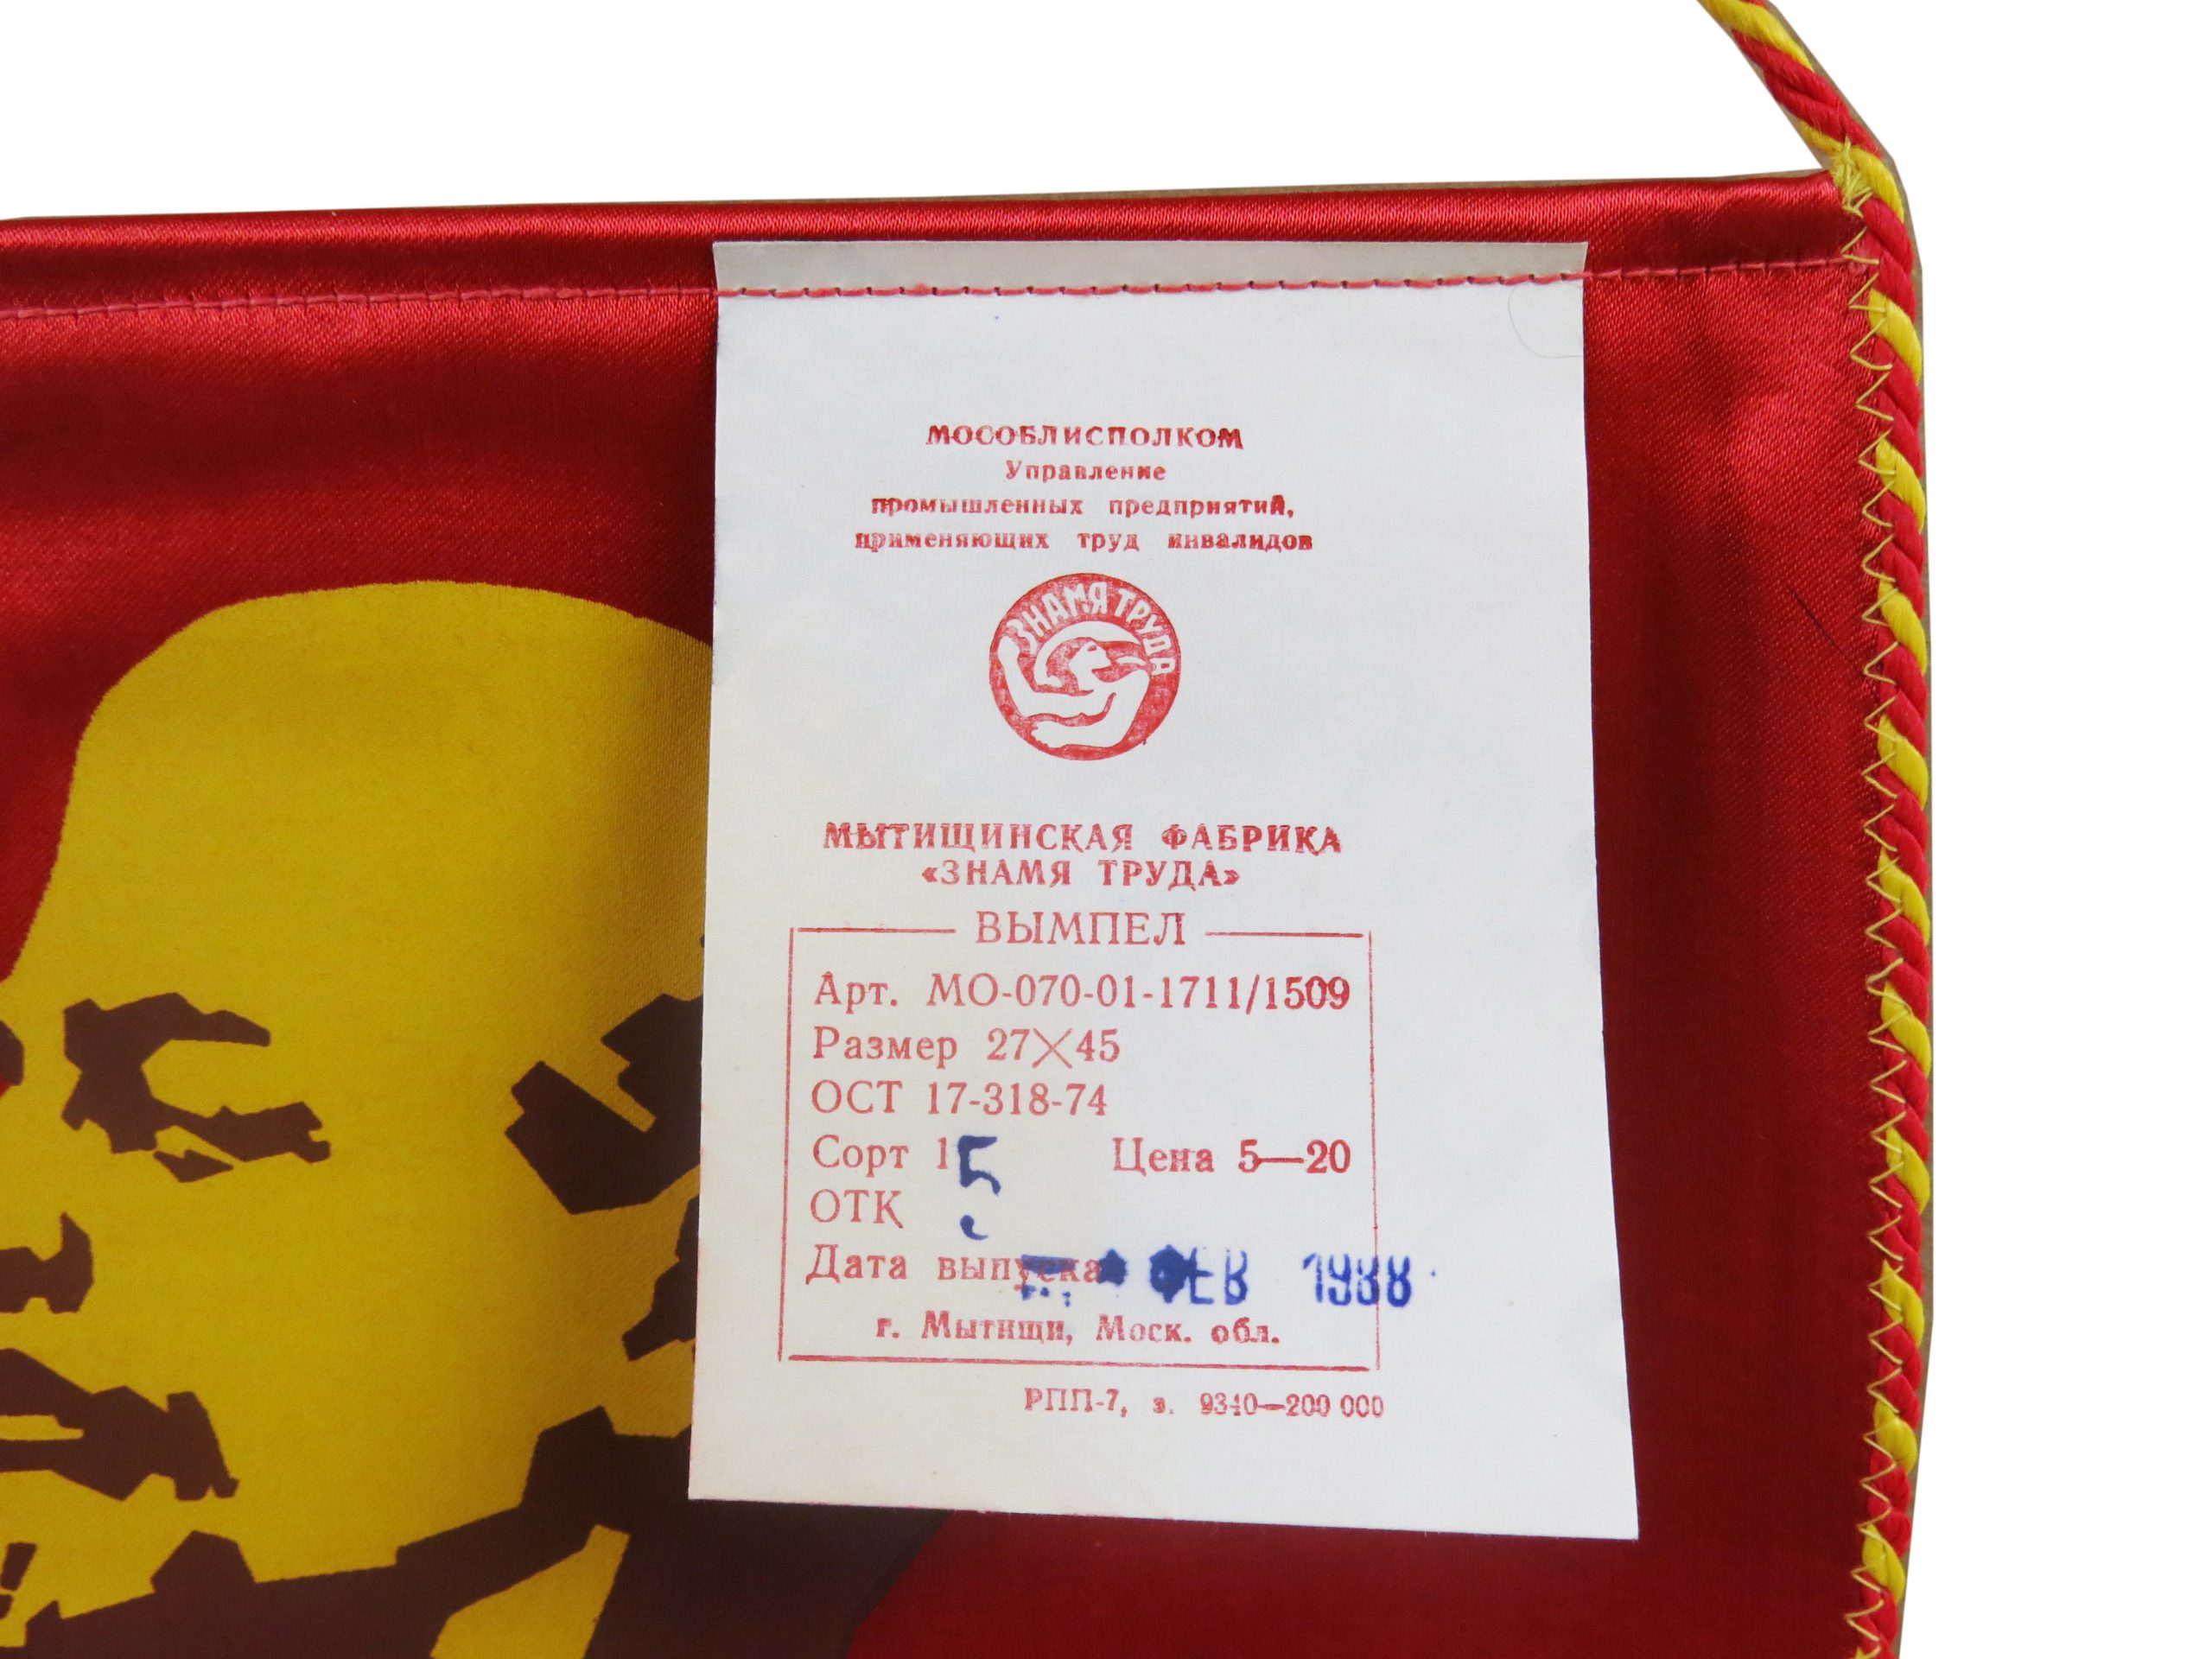 МОСОБЛИСПОЛКОМ
Управление
промышленных предприятий,
применяющих труд инвалидов
ЗНАМЯ ТРУДА
МЫТИЩИНСКАЯ ФАБРИКА
«ЗНАМЯ ТРУДА»
ВЫМПЕЛ
Арт. МО-070-01-1711/1509
Размер 27×45
ОСТ 17-318-74
Сорт 1 5 Цена 5—20
ОТК
Дата выпуска ФЕВ 1988
г. Мытищи, Моск. обл.
РПП-7, з. 9340—200 000